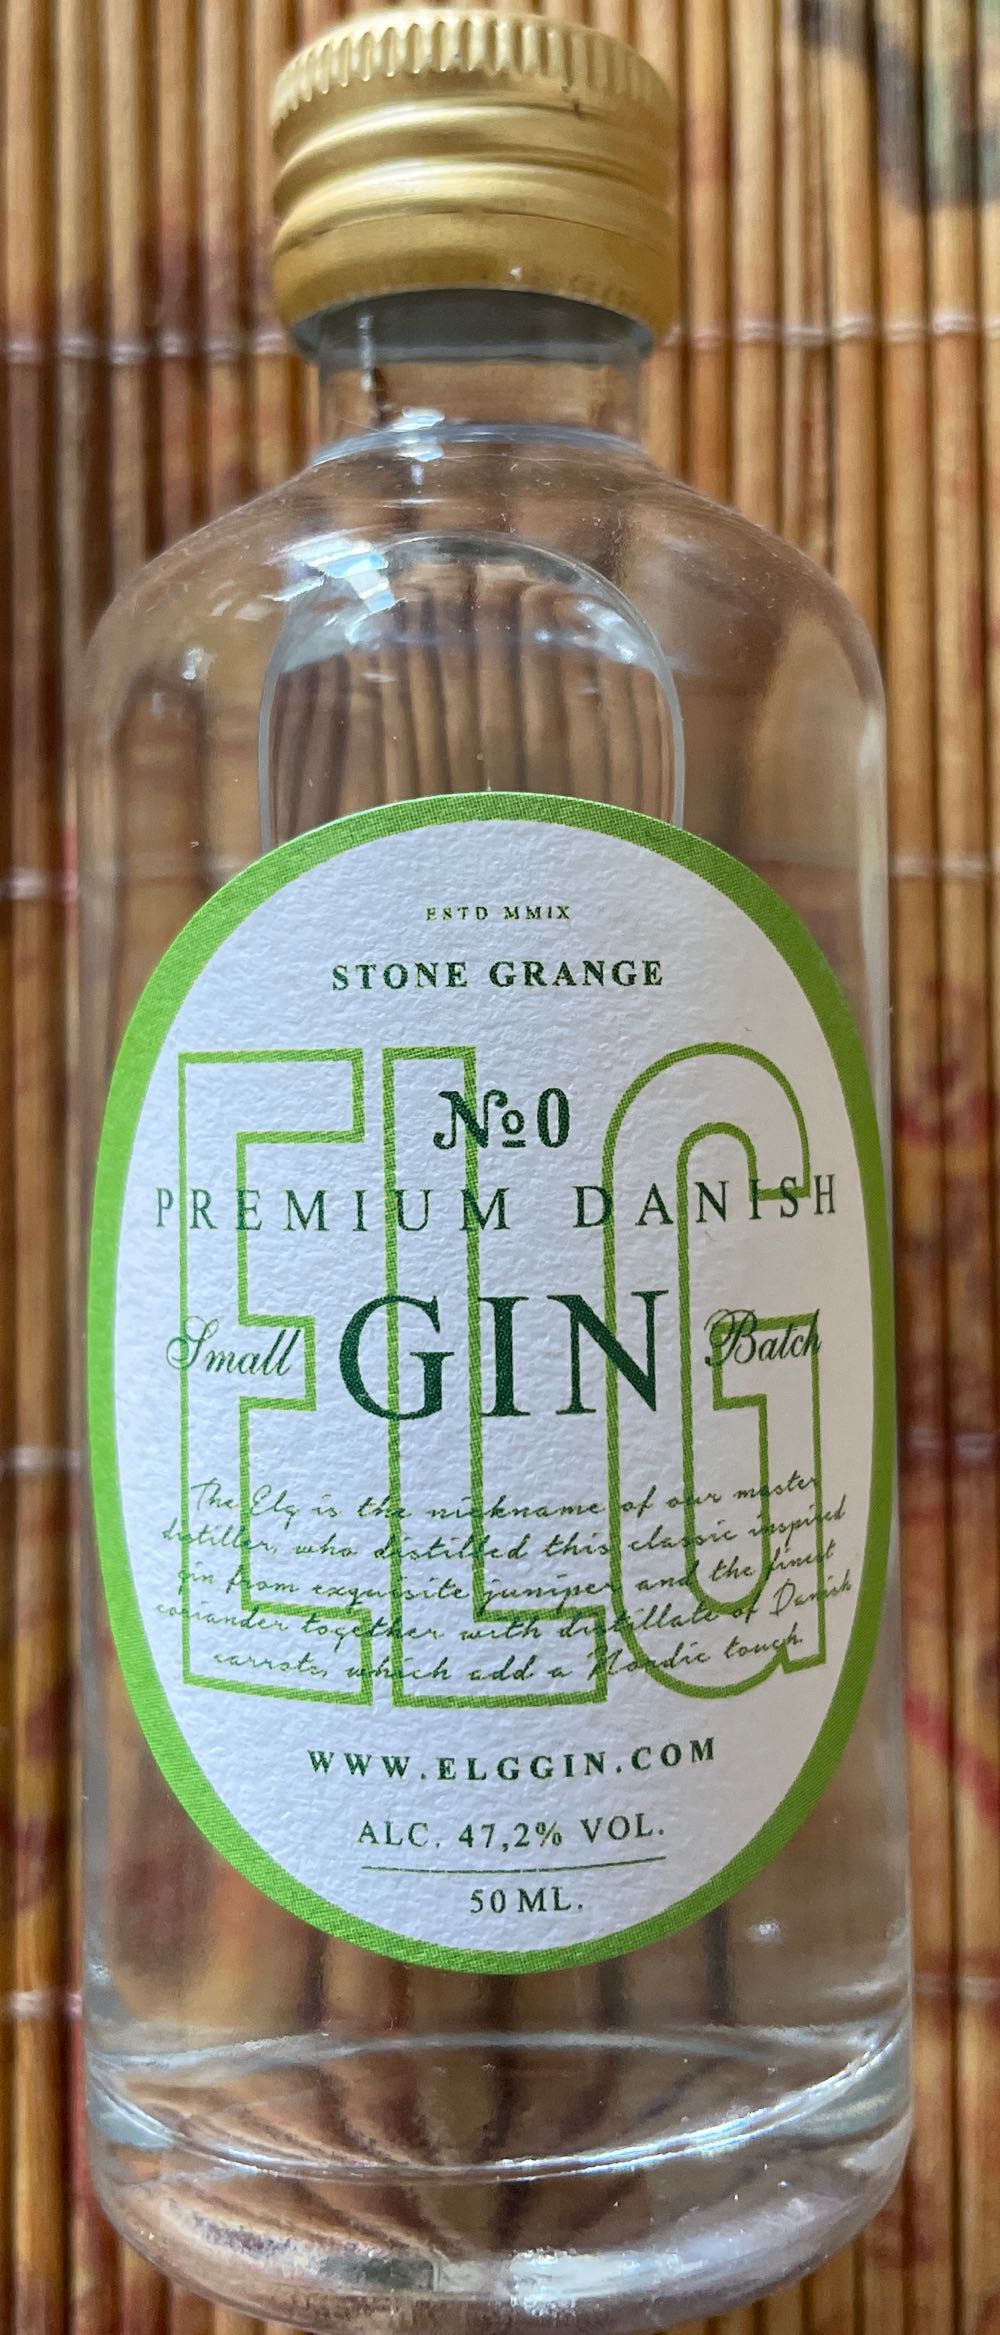 ESTD MMIX
STONE GRANGE
ELG
№0
PREMIUM DANISH
Small GIN Batch
The Elg is the nickname of our master
distiller, who distilled this classic inspired
gin from exquisite juniper and the finest
coriander together with distillate of Danish
carrots, which add a Nordic touch.
WWW.ELGGIN.COM
ALC. 47,2% VOL.
50 ML.